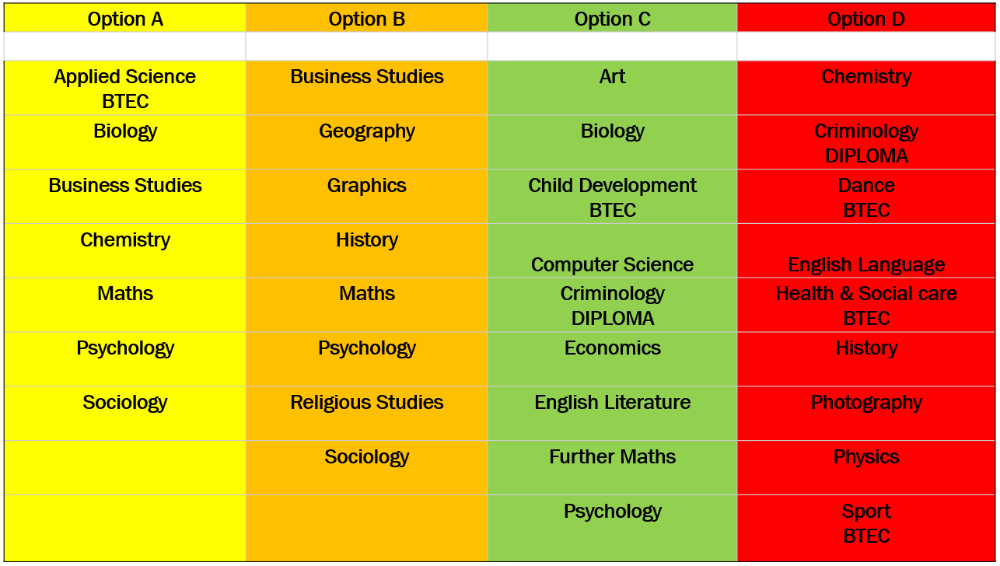 Option A
Option B
Option C
Option D
Applied Science
BTEC
Business Studies
Art
Chemistry
Biology
Geography
Biology
Criminology
DIPLOMA
Business Studies
Graphics
Child Development
BTEC
Dance
BTEC
Chemistry
History
Computer Science
English Language
Maths
Maths
Criminology
DIPLOMA
Health & Social care
BTEC
Psychology
Psychology
Economics
History
Sociology
Religious Studies
English Literature
Photography
Sociology
Further Maths
Physics
Psychology
Sport
BTEC